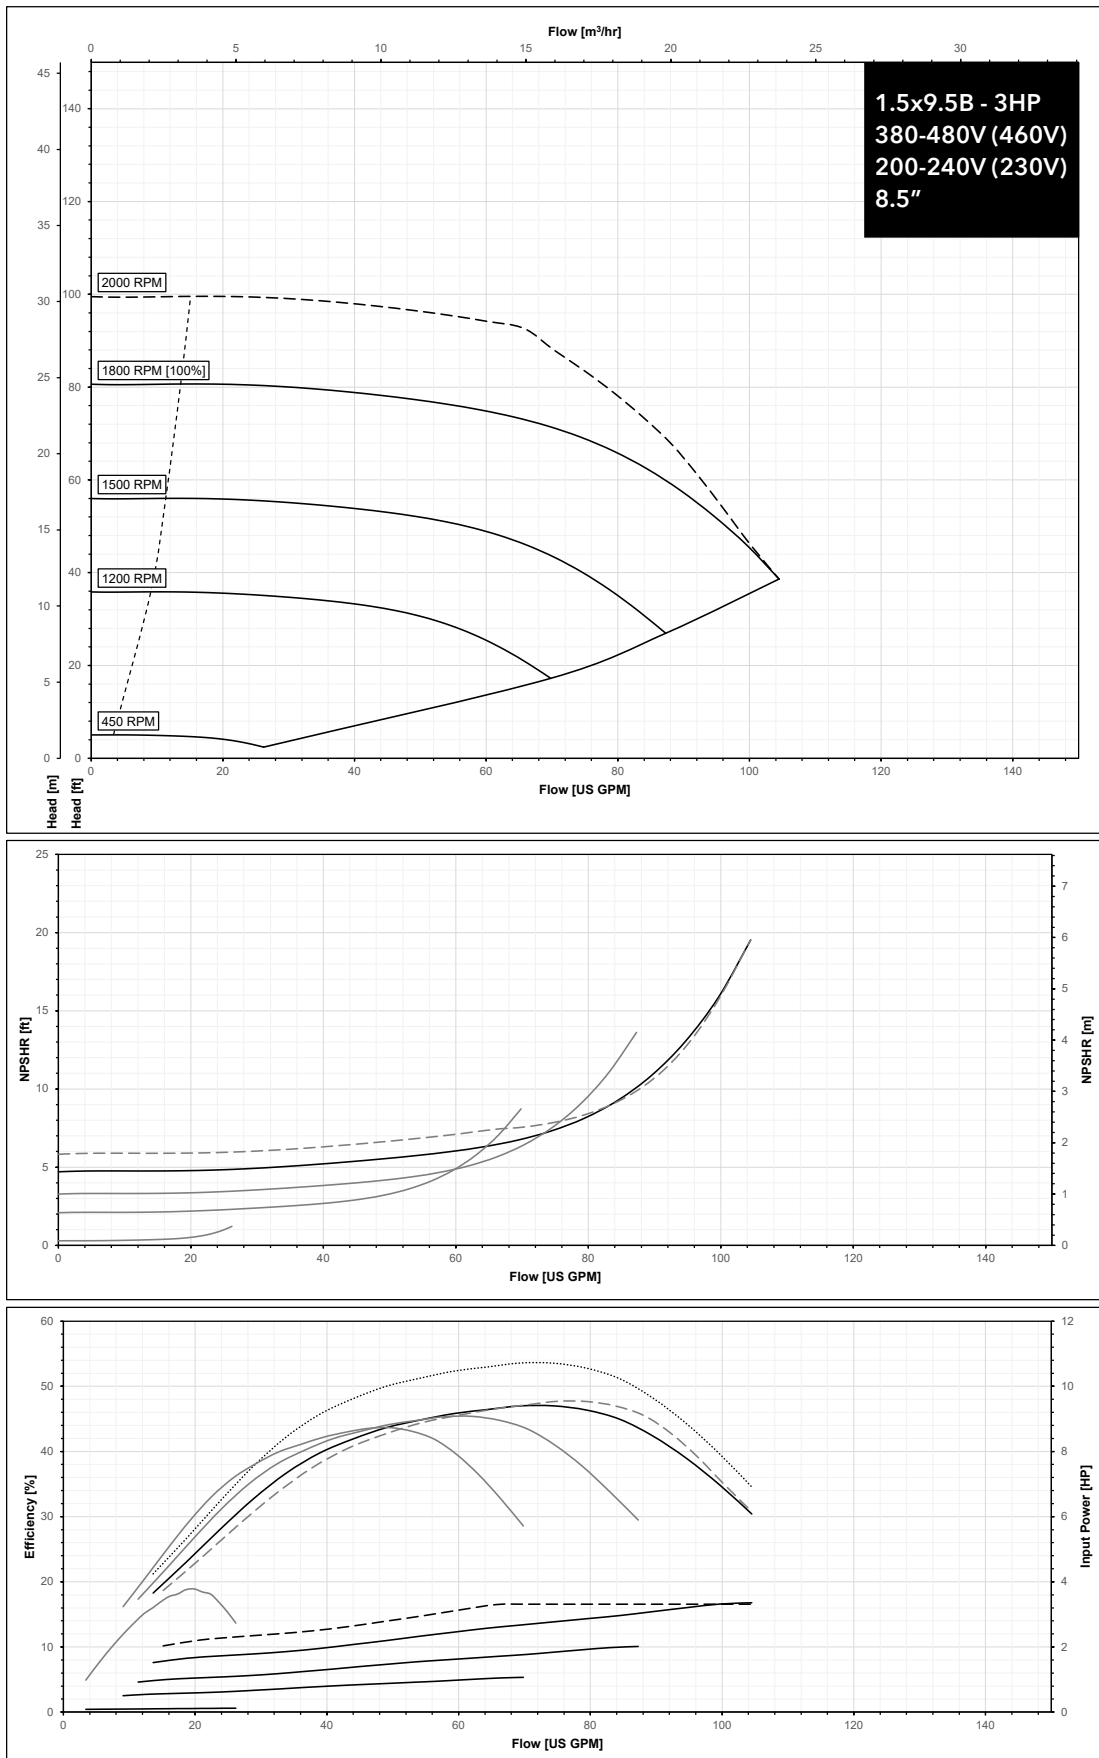 Flow [m³/hr]
0 5 10 15 20 25 30
45 40 35 30 25 20 15 10 5 0
140 120 100 80 60 40 20 0
1.5x9.5B - 3HP
380-480V (460V)
200-240V (230V)
8.5”
2000 RPM
1800 RPM [100%]
1500 RPM
1200 RPM
450 RPM
0 20 40 60 80 100 120 140
Flow [US GPM]
Head [m]
Head [ft]
25 20 15 10 5 0
NPSHR [ft]
7 6 5 4 3 2 1 0
NPSHR [m]
0 20 40 60 80 100 120 140
Flow [US GPM]
60 50 40 30 20 10 0
Efficiency [%]
12 10 8 6 4 2 0
Input Power [HP]
0 20 40 60 80 100 120 140
Flow [US GPM]